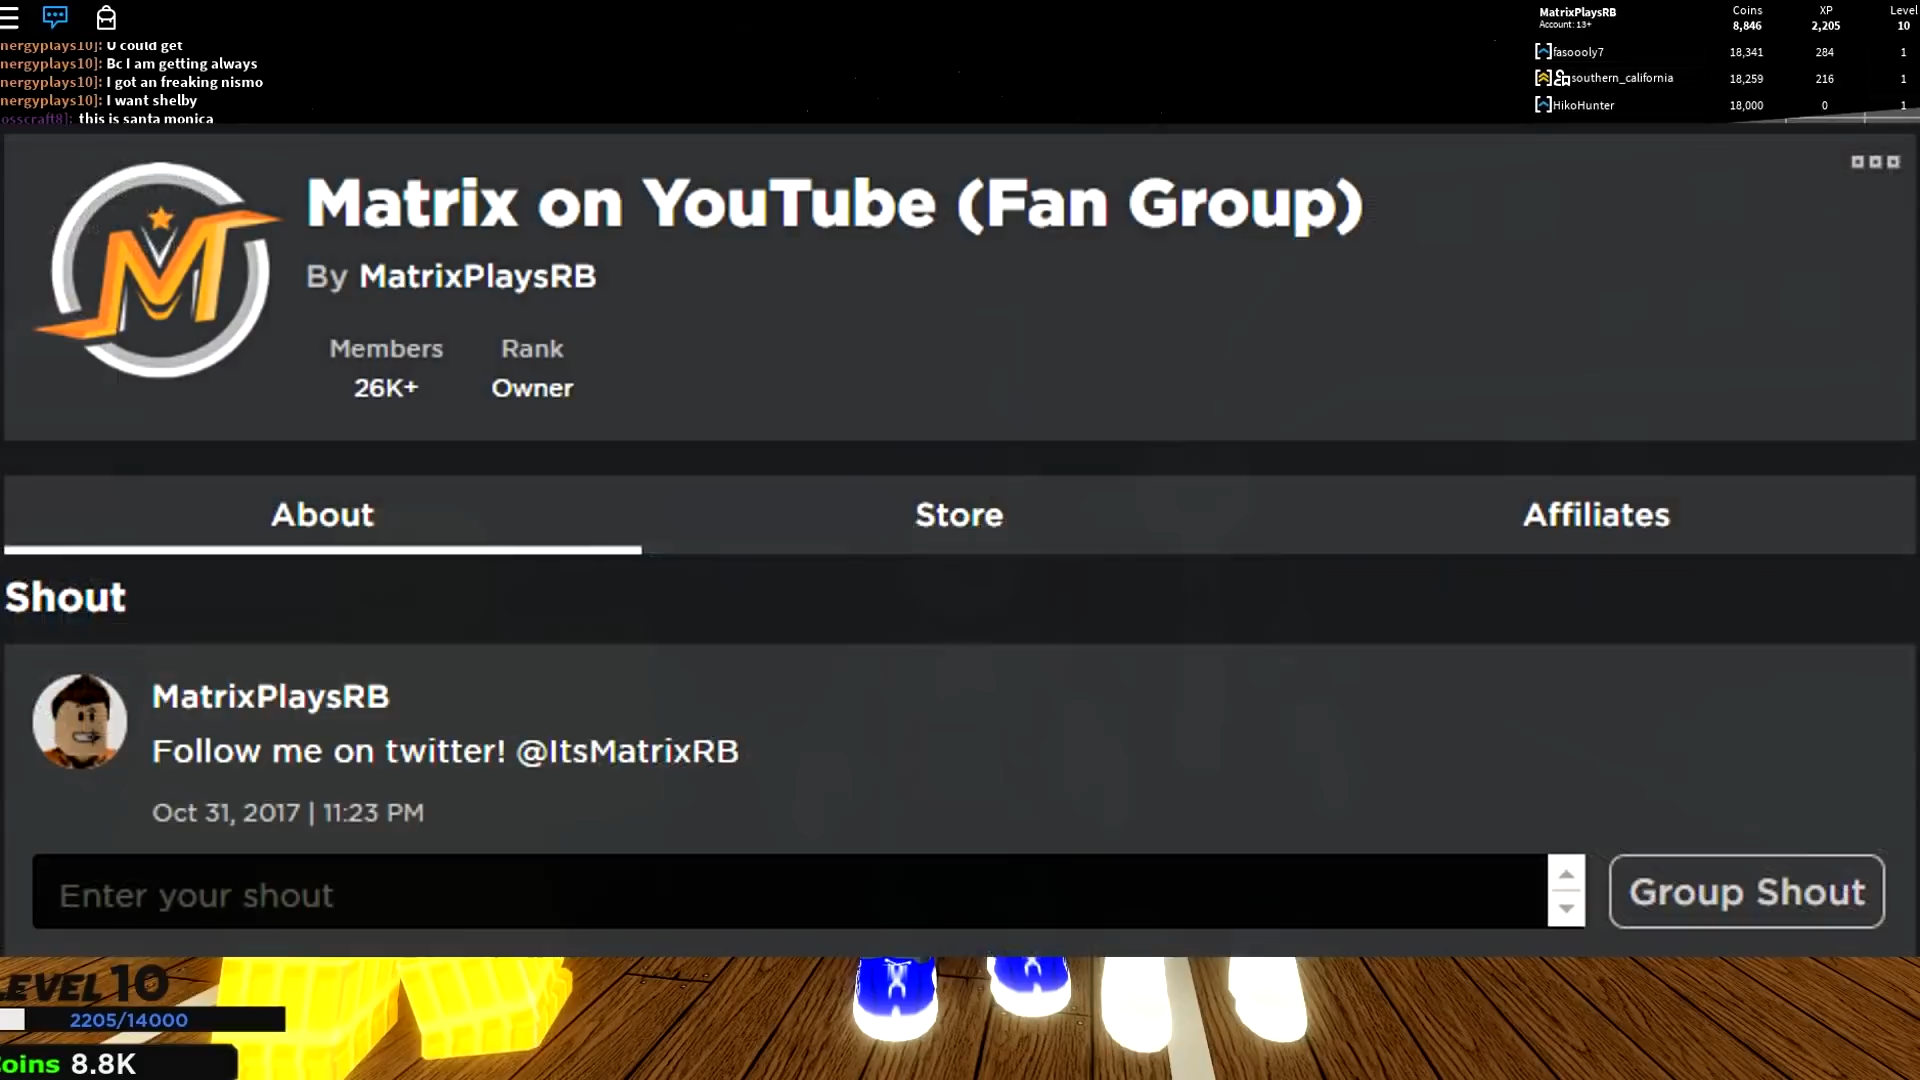 nergyplays10]: U could get
nergyplays10]: Bc I am getting always
nergyplays10]: I got an freaking nismo
nergyplays10]: I want shelby
osscraft8]: this is santa monica
MatrixPlaysRB Coins XP Level
Account: 13+ 8,846 2,205 10
fasoooly7 18,341 284 1
southern_california 18,259 216 1
HikoHunter 18,000 0 1
M
Matrix on YouTube (Fan Group)
By MatrixPlaysRB
Members Rank
26K+ Owner
About Store Affiliates
Shout
MatrixPlaysRB
Follow me on twitter! @ItsMatrixRB
Oct 31, 2017 | 11:23 PM
Enter your shout
Group Shout
LEVEL 10
2205/14000
Coins 8.8K